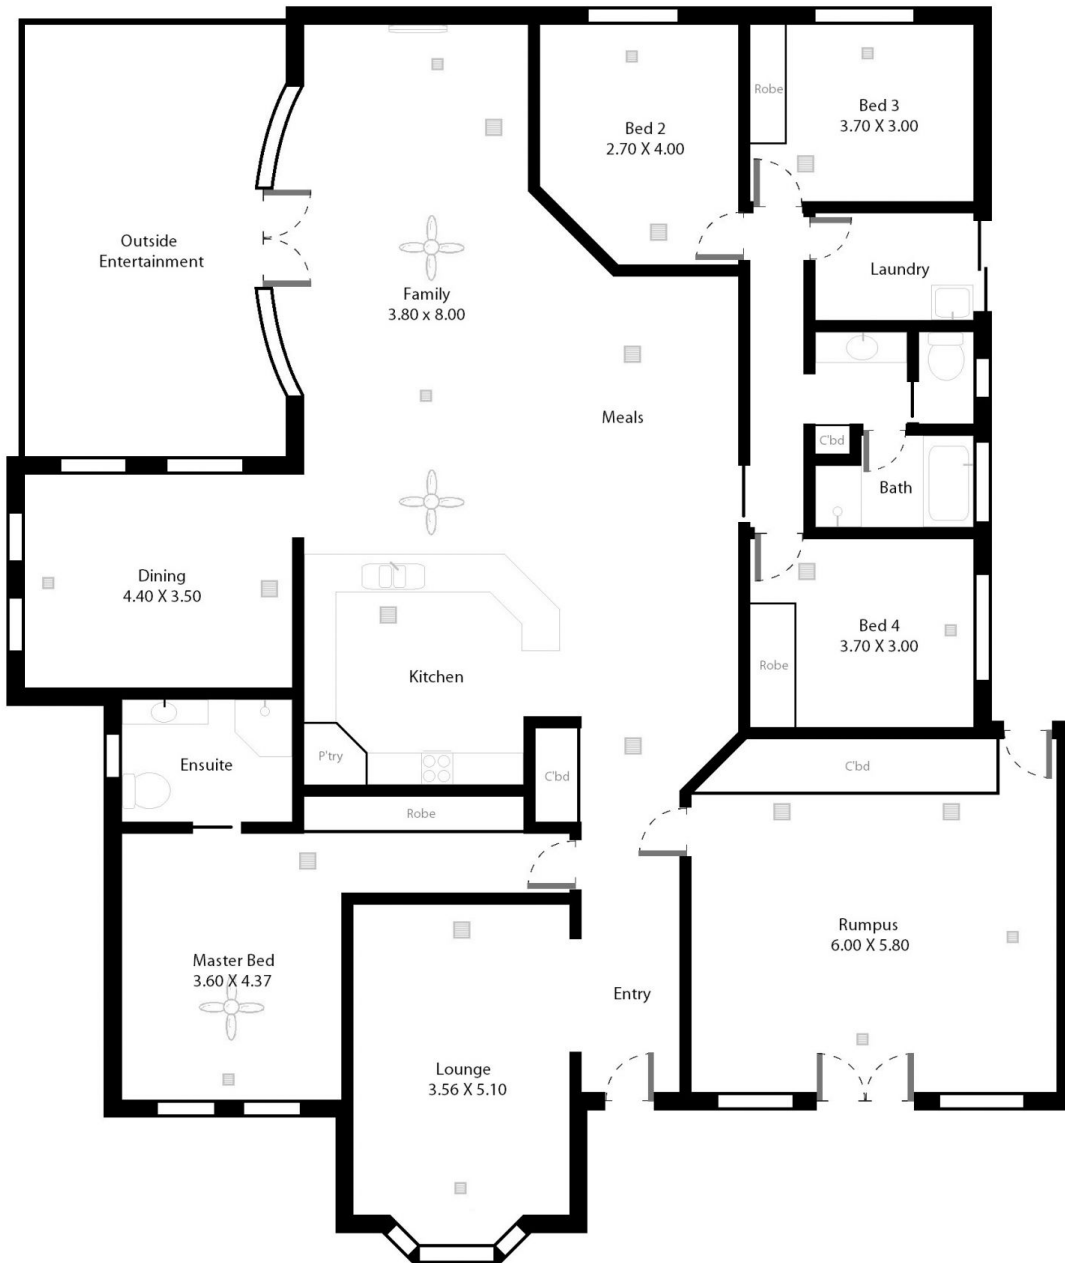 Robe
Bed 3
3.70 X 3.00
Bed 2
2.70 X 4.00
Outside
Entertainment
Family
3.80 x 8.00
Laundry
Meals
C'bd
Bath
Dining
4.40 X 3.50
Bed 4
3.70 X 3.00
Robe
Kitchen
Ensuite
P'try
C'bd
C'bd
Robe
Master Bed
3.60 X 4.37
Rumpus
6.00 X 5.80
Entry
Lounge
3.56 X 5.10